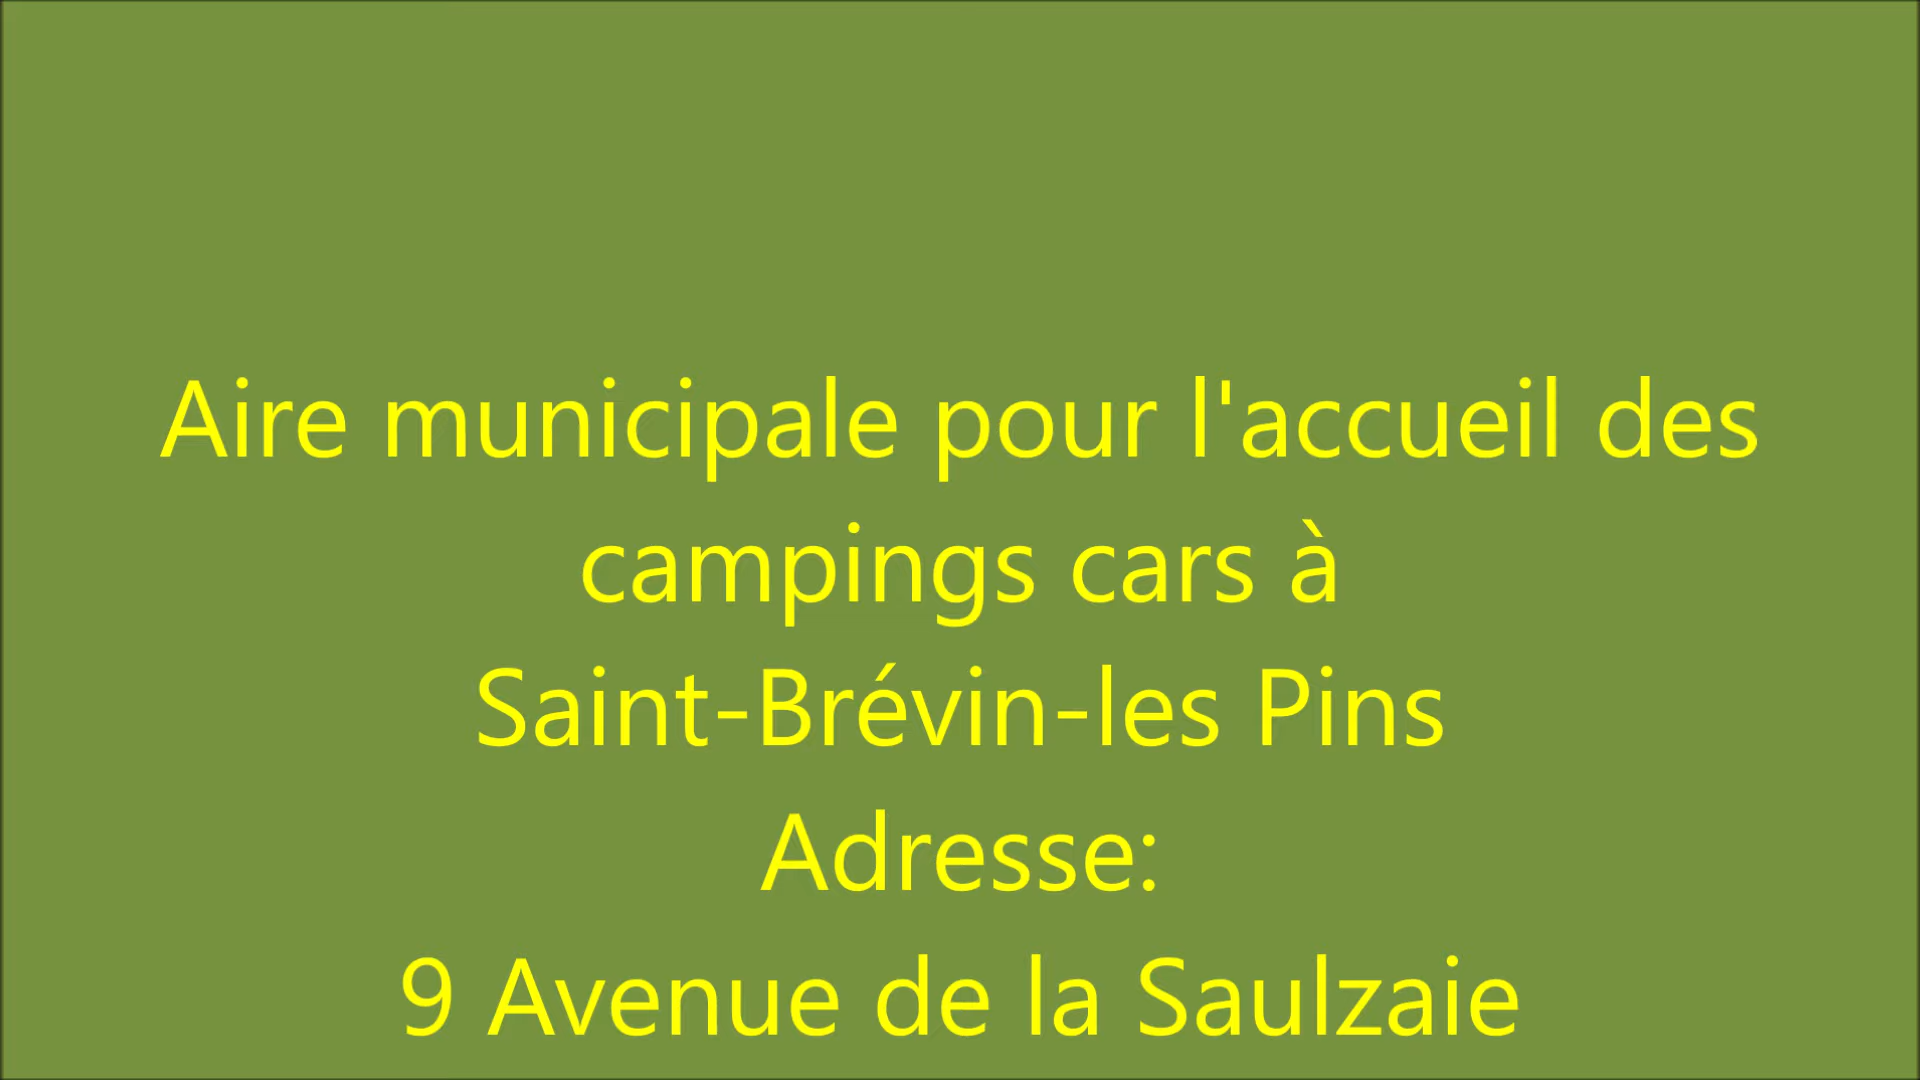 Aire municipale pour l'accueil des
campings cars à
Saint-Brévin-les Pins
Adresse:
9 Avenue de la Saulzaie